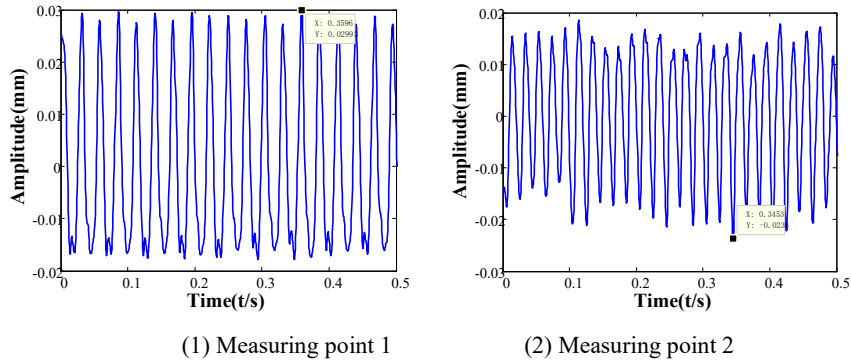 0.03
0.02
0.01
0
-0.01
-0.02
Amplitude(mm)
X: 0.3596
Y: 0.02993
0 0.1 0.2 0.3 0.4 0.5
Time(t/s)
(1) Measuring point 1
0.02
0.01
0
-0.01
-0.02
-0.03
Amplitude(mm)
X: 0.3453
0 0.1 0.2 0.3 0.4 0.5
Time(t/s)
(2) Measuring point 2